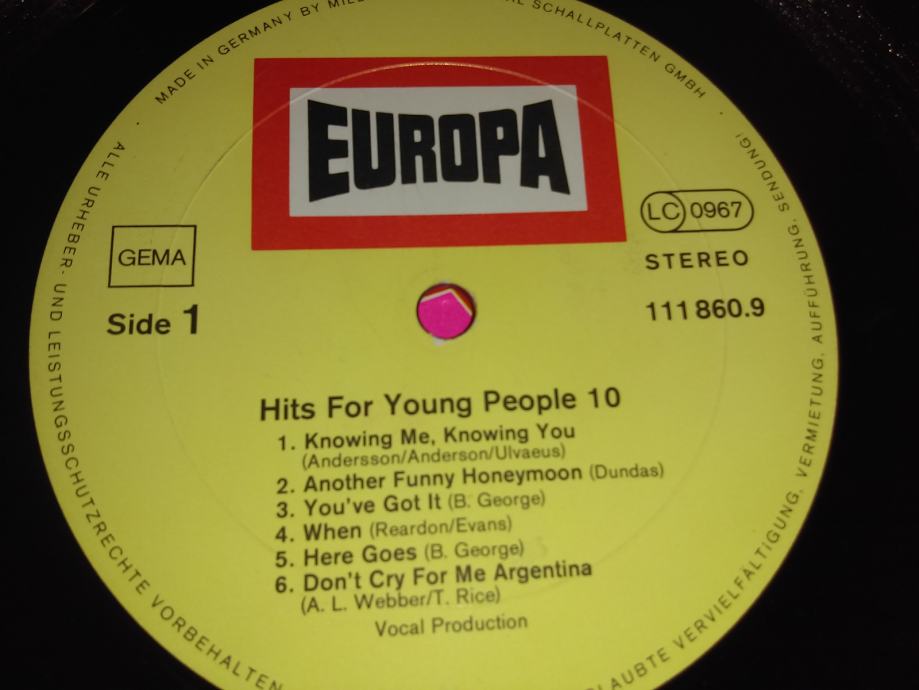 MADE IN GERMANY BY
SCHALLPLATTEN GMBH
EUROPA
GEMA
Side 1
LC 0967
STEREO
111 860.9
Hits For Young People 10
1. Knowing Me, Knowing You
(Andersson/Anderson/Ulvaeus)
2. Another Funny Honeymoon (Dundas)
3. You've Got It (B. George)
4. When (Reardon/Evans)
5. Here Goes (B. George)
6. Don't Cry For Me Argentina
(A. L. Webber/T. Rice)
Vocal Production
ALLE URHEBER- UND LEISTUNGSSCHUTZRECHTE VORBEHALTEN
VERVIELFÄLTIGUNG, VERMIETUNG, AUFFÜHRUNG, SENDUNG!